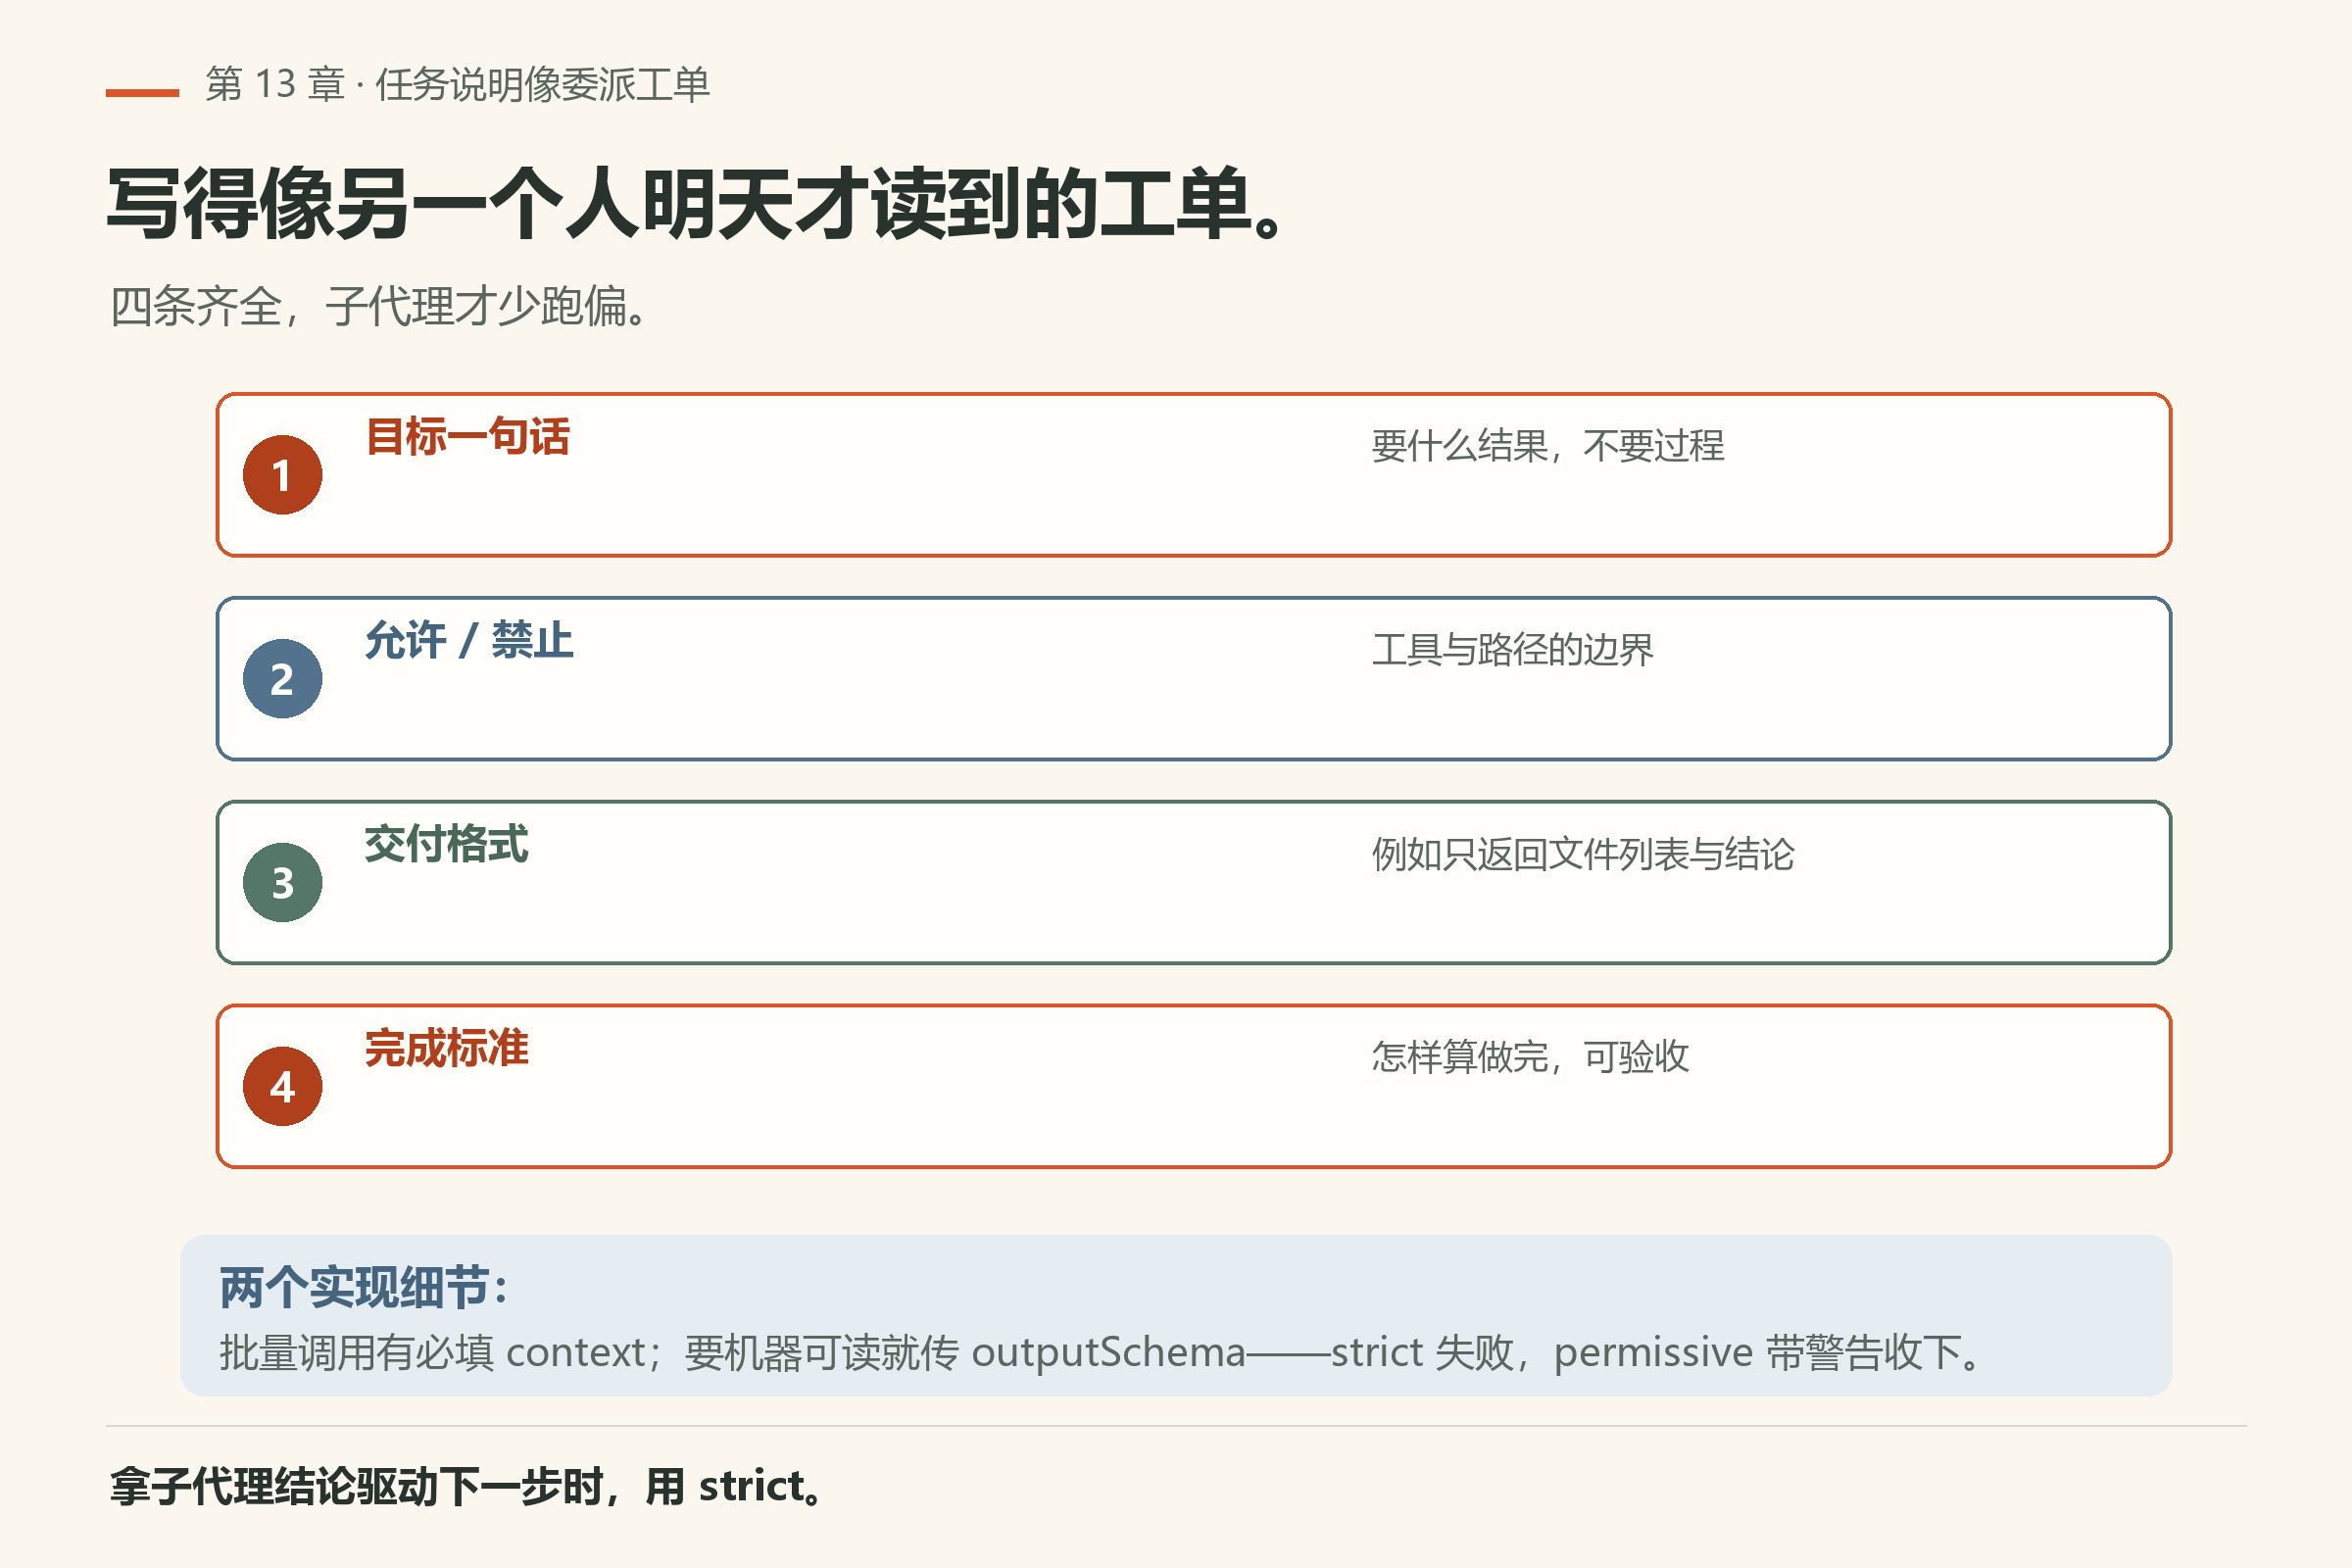 第 13 章 · 任务说明像委派工单
写得像另一个人明天才读到的工单。
四条齐全，子代理才少跑偏。
1
目标一句话
要什么结果，不要过程
2
允许 / 禁止
工具与路径的边界
3
交付格式
例如只返回文件列表与结论
4
完成标准
怎样算做完，可验收
两个实现细节：
批量调用有必填 context；要机器可读就传 outputSchema——strict 失败，permissive 带警告收下。
拿子代理结论驱动下一步时，用 strict。